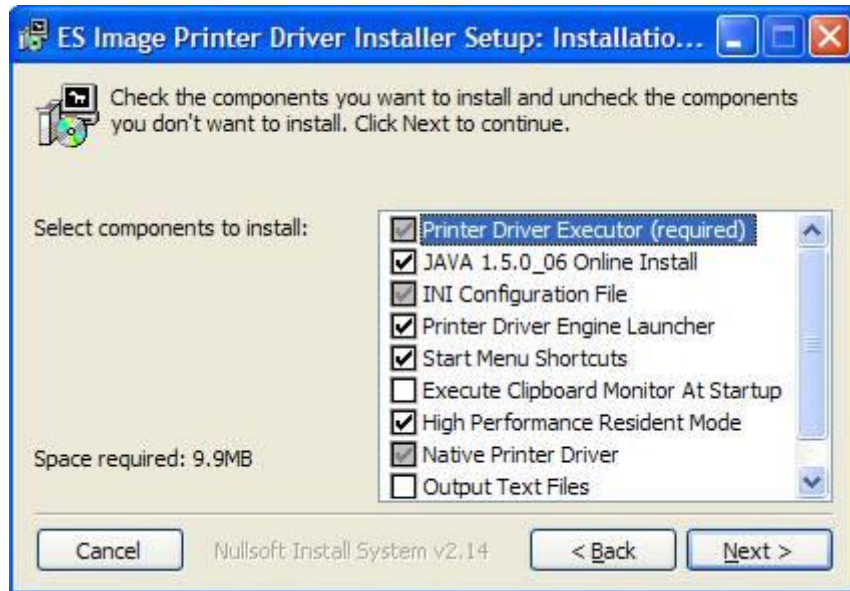 ES Image Printer Driver Installer Setup: Installatio...
Check the components you want to install and uncheck the components
you don't want to install. Click Next to continue.
Select components to install:
Printer Driver Executor (required)
JAVA 1.5.0_06 Online Install
INI Configuration File
Printer Driver Engine Launcher
Start Menu Shortcuts
Execute Clipboard Monitor At Startup
High Performance Resident Mode
Native Printer Driver
Output Text Files
Space required: 9.9MB
Cancel
Nullsoft Install System v2.14
< Back
Next >